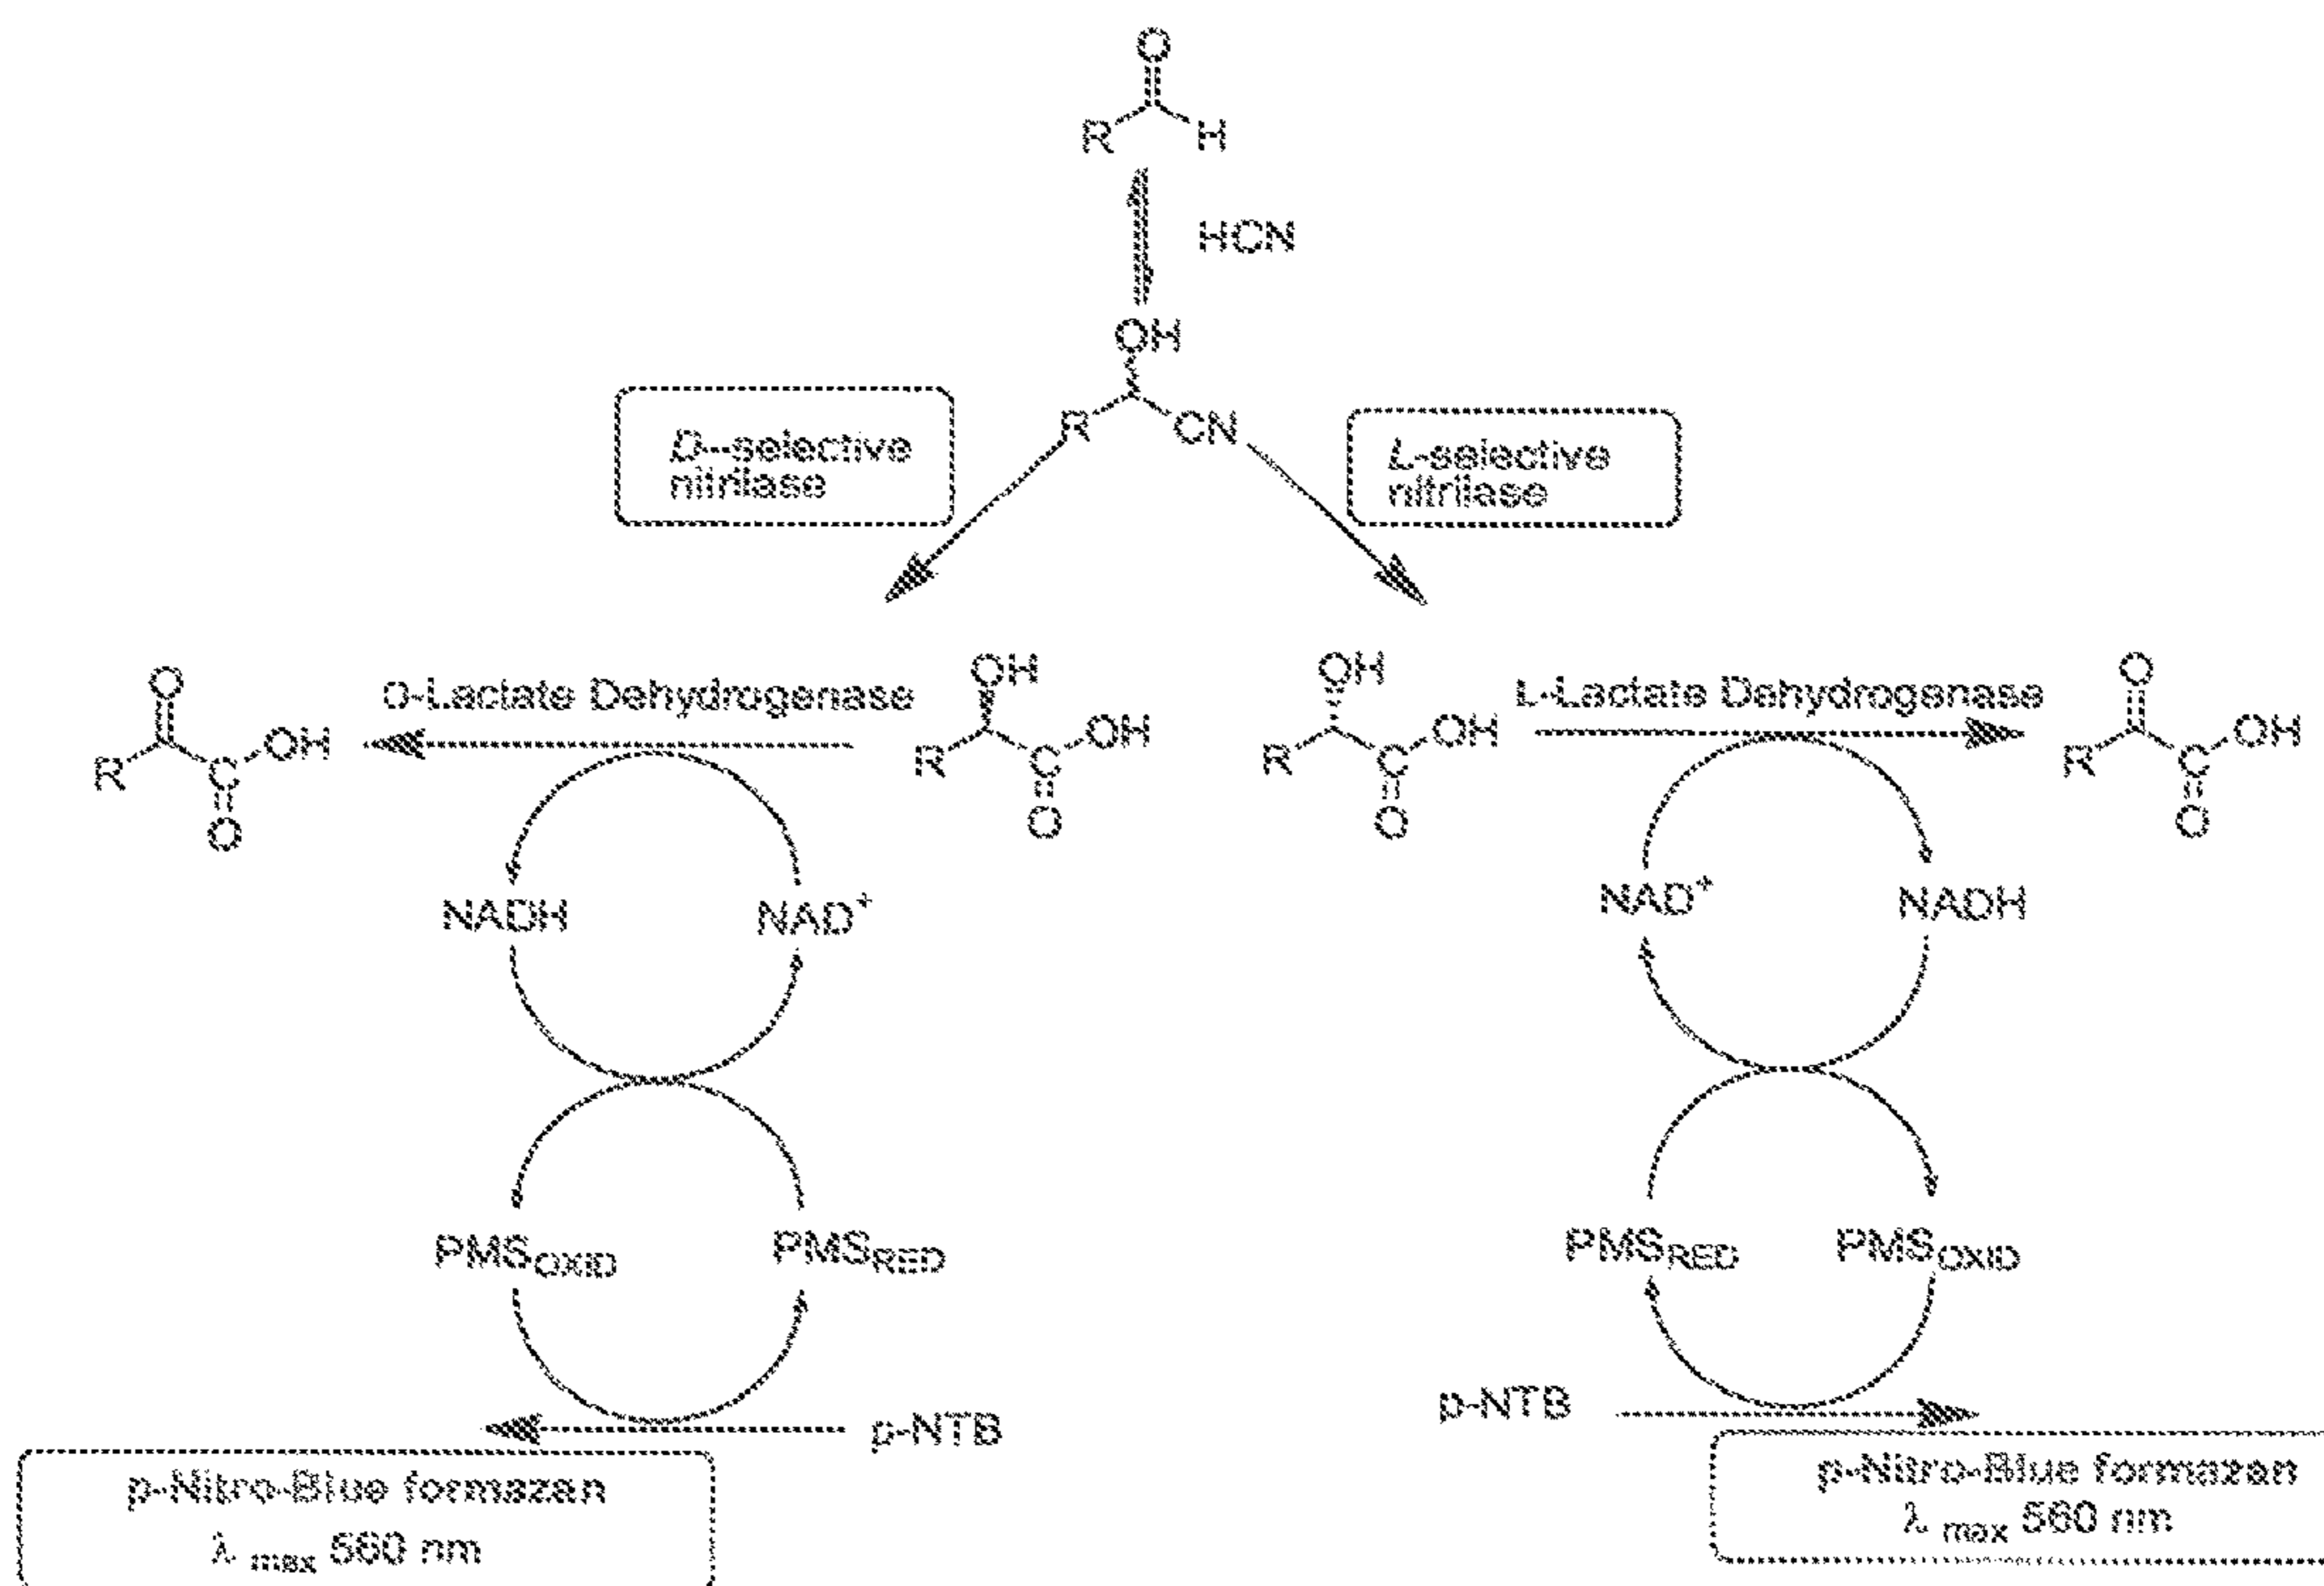 O
R H
HCN
OH
R CN
D-selective
nitrilase
L-selective
nitrilase
O
R C OH
O
D-Lactate Dehydrogenase
OH
R C OH
O
OH
R C OH
O
L-Lactate Dehydrogenase
O
R C OH
O
NADH NAD+
NAD+ NADH
PMSOXID PMSRED
PMSRED PMSOXID
p-NTB
p-NTB
p-Nitro-Blue formazan
λ max 560 nm
p-Nitro-Blue formazan
λ max 560 nm